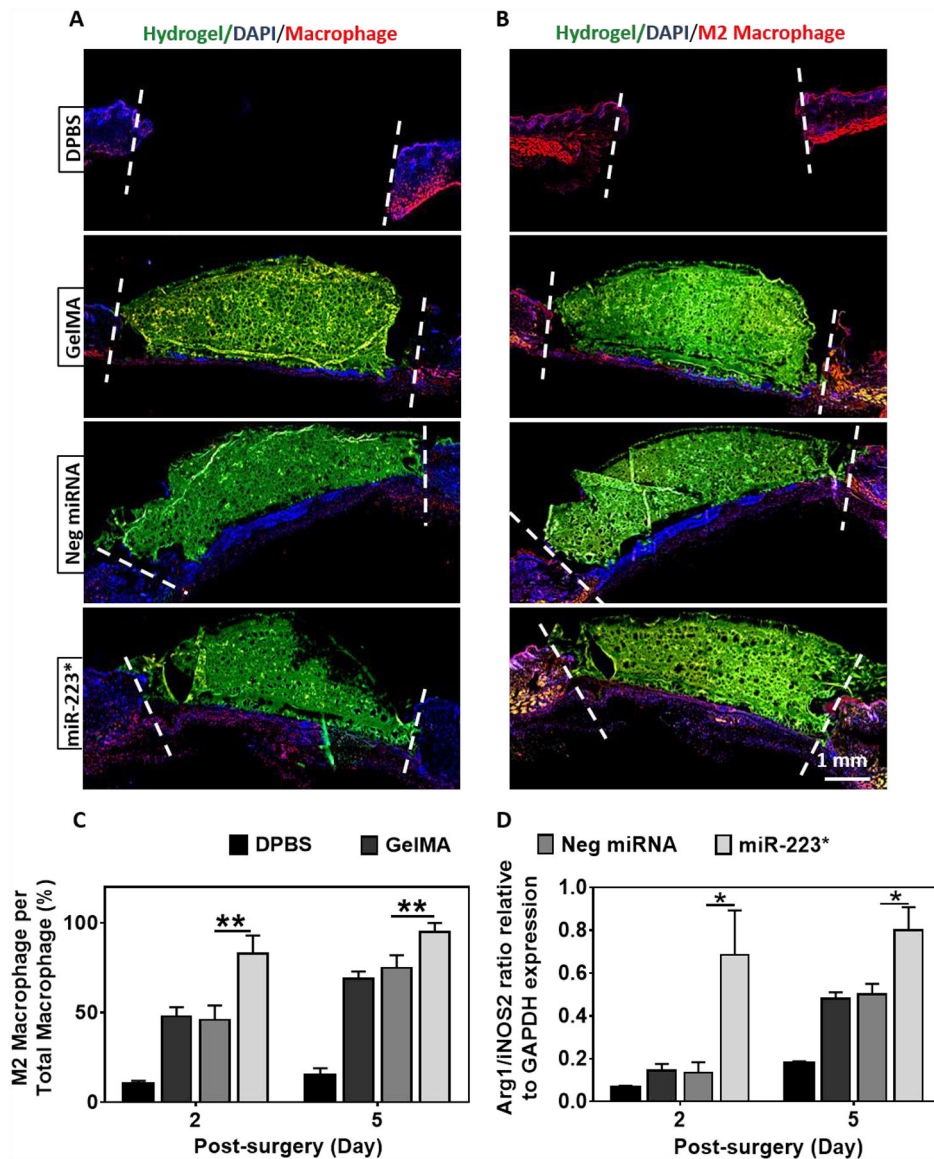 A
Hydrogel/DAPI/Macrophage
B
Hydrogel/DAPI/M2 Macrophage
DPBS
GelMA
Neg miRNA
miR-223*
1 mm
C
DPBS
GelMA
M2 Macrophage per
Total Macrophage (%)
100
50
0
**
**
2
5
Post-surgery (Day)
D
Neg miRNA
miR-223*
Arg1/iNOS2 ratio relative
to GAPDH expression
1.0
0.8
0.6
0.4
0.2
0.0
*
*
2
5
Post-surgery (Day)